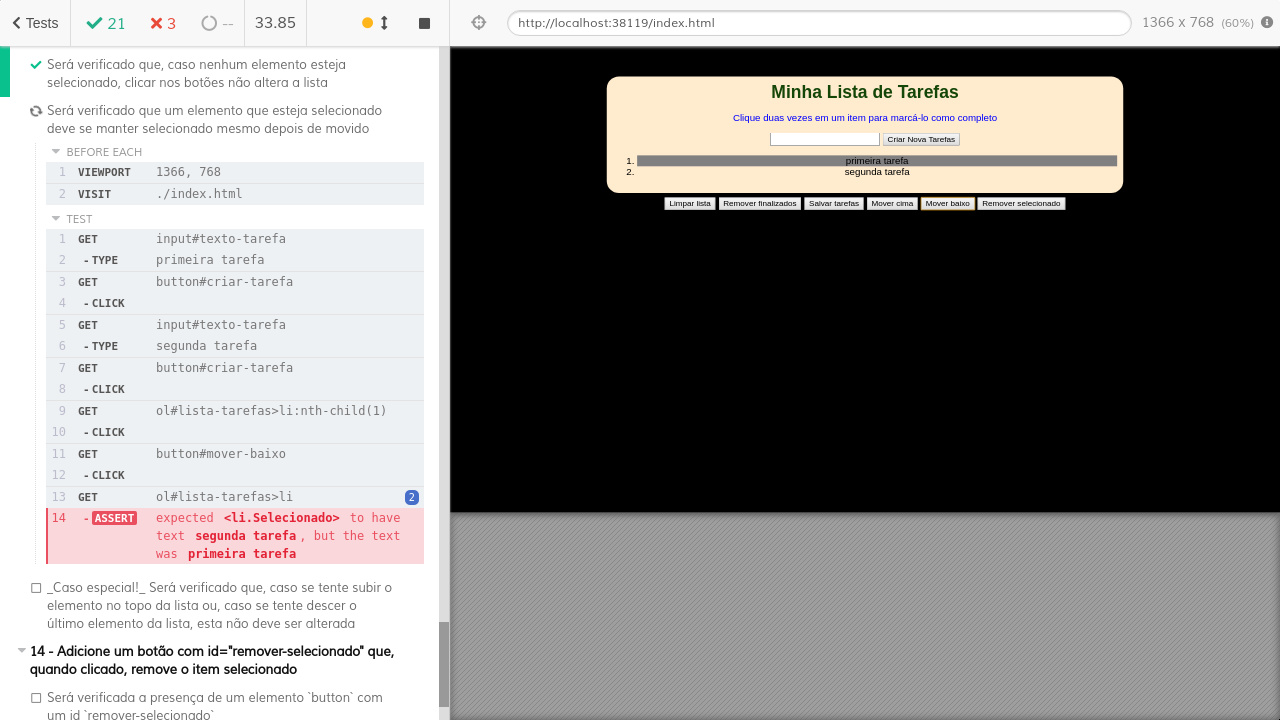 Tests
21
3
--
33.85
http://localhost:38119/index.html
1366 x 768 (60%)
Será verificado que, caso nenhum elemento esteja
selecionado, clicar nos botões não altera a lista
Será verificado que um elemento que esteja selecionado
deve se manter selecionado mesmo depois de movido
BEFORE EACH
1 VIEWPORT 1366, 768
2 VISIT ./index.html
TEST
1 GET input#texto-tarefa
2 -TYPE primeira tarefa
3 GET button#criar-tarefa
4 -CLICK
5 GET input#texto-tarefa
6 -TYPE segunda tarefa
7 GET button#criar-tarefa
8 -CLICK
9 GET ol#lista-tarefas>li:nth-child(1)
10 -CLICK
11 GET button#mover-baixo
12 -CLICK
13 GET ol#lista-tarefas>li 2
14 -ASSERT expected <li.Selecionado> to have
text segunda tarefa, but the text
was primeira tarefa
_Caso especial!_ Será verificado que, caso se tente subir o
elemento no topo da lista ou, caso se tente descer o
último elemento da lista, esta não deve ser alterada
14 - Adicione um botão com id="remover-selecionado" que,
quando clicado, remove o item selecionado
Será verificada a presença de um elemento `button` com
um id `remover-selecionado`
Minha Lista de Tarefas
Clique duas vezes em um item para marcá-lo como completo
Criar Nova Tarefas
1. primeira tarefa
2. segunda tarefa
Limpar lista Remover finalizados Salvar tarefas Mover cima Mover baixo Remover selecionado